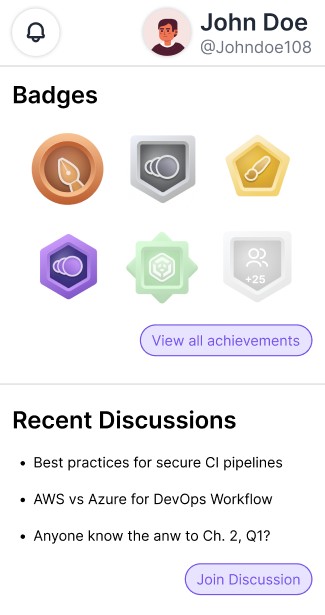 John Doe
@Johndoe108
Badges
+25
View all achievements
Recent Discussions
• Best practices for secure CI pipelines
• AWS vs Azure for DevOps Workflow
• Anyone know the anw to Ch. 2, Q1?
Join Discussion